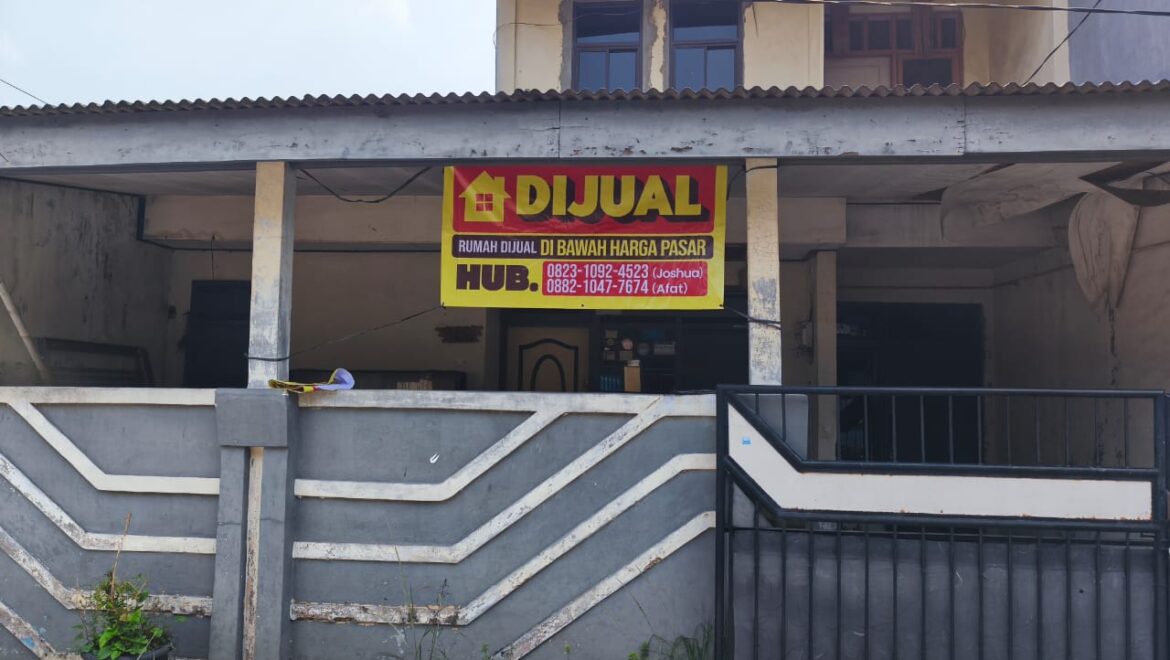 DIJUAL
RUMAH DIJUAL DI BAWAH HARGA PASAR
HUB. 0823-1092-4523 (Joshua)
0882-1047-7674 (Afat)